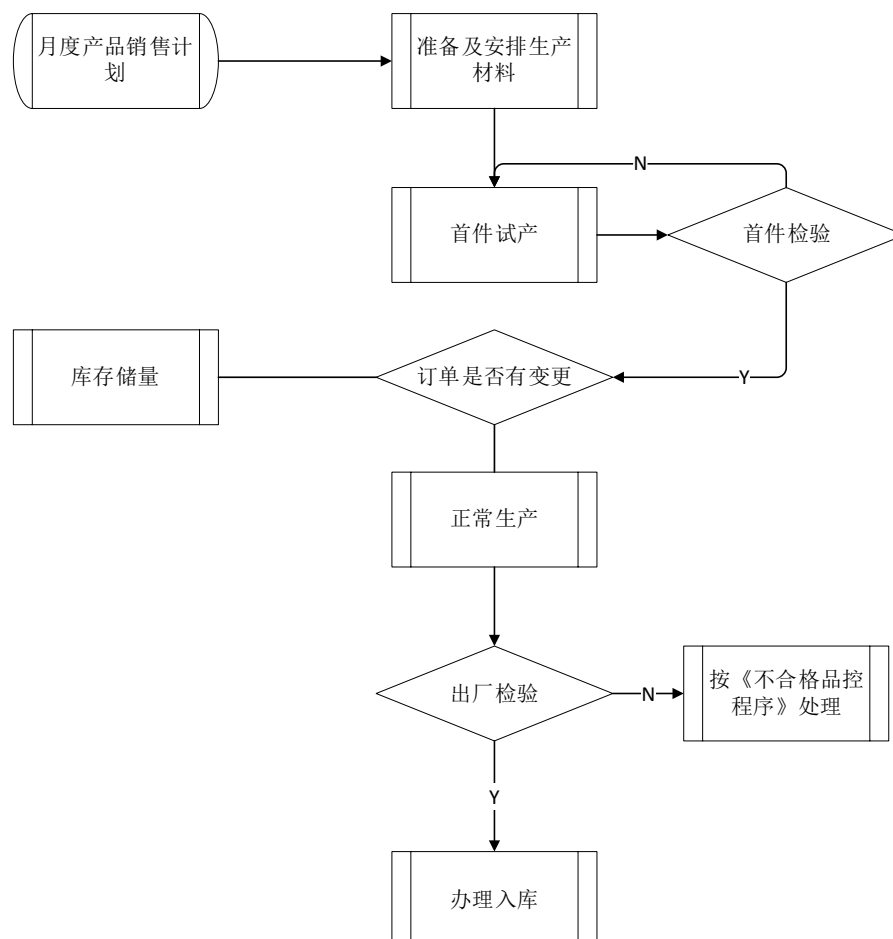 月度产品销售计
划
准备及安排生产
材料
N
首件试产
首件检验
库存储量
订单是否有变更
Y
正常生产
出厂检验
N
按《不合格品控
程序》处理
Y
办理入库